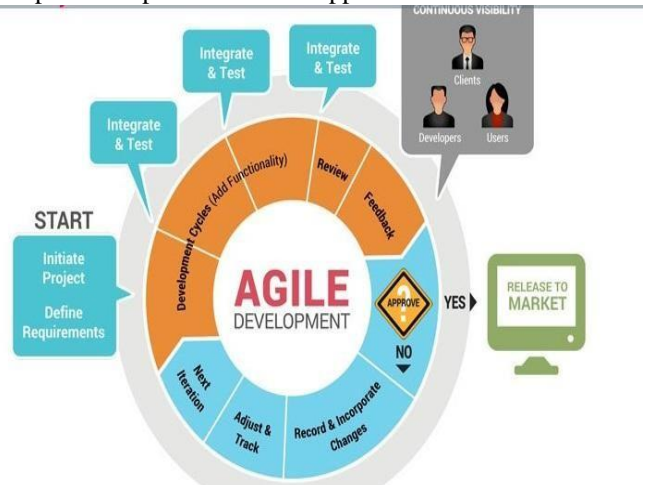 CONTINUOUS VISIBILITY
Clients
Developers
Users
Integrate
& Test
Integrate
& Test
Integrate
& Test
START
Initiate
Project
Define
Requirements
Development Cycles (Add Functionality)
Review
Feedback
AGILE
DEVELOPMENT
APPROVE
?
YES
NO
RELEASE TO
MARKET
Record & Incorporate
Changes
Adjust &
Track
Next
Iteration